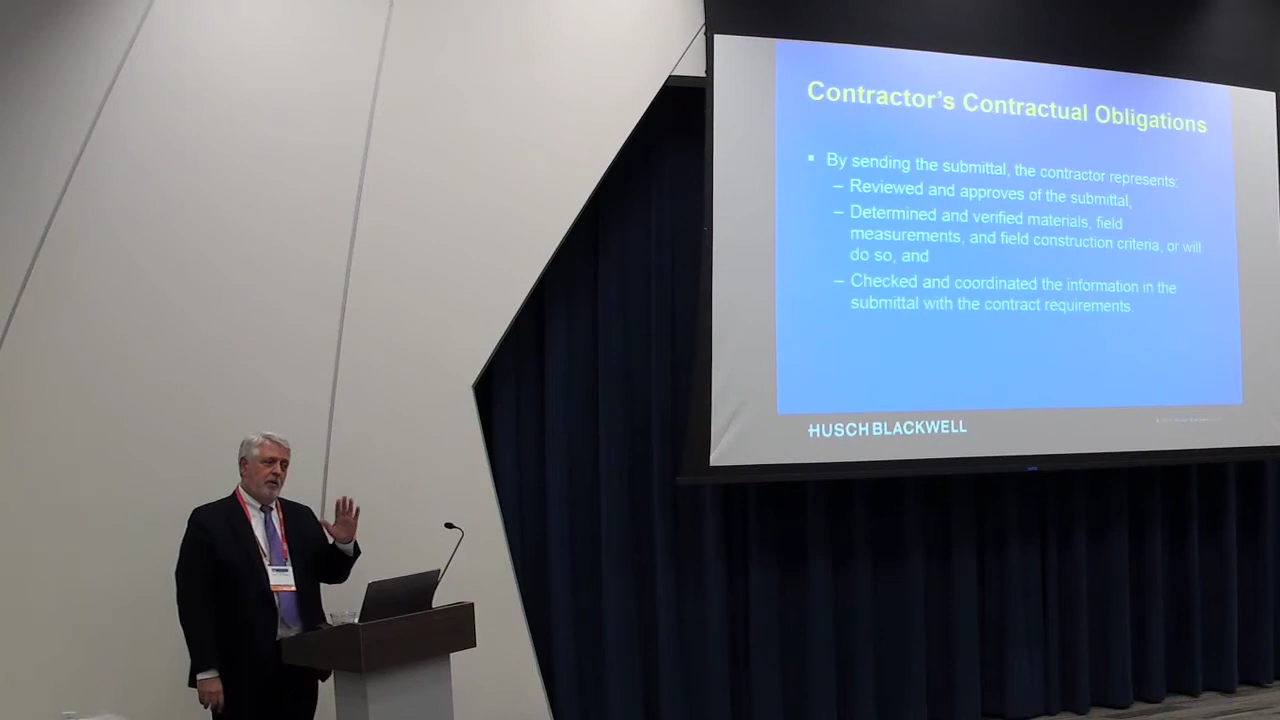 Contractor's Contractual Obligations
▪ By sending the submittal, the contractor represents:
– Reviewed and approves of the submittal,
– Determined and verified materials, field
measurements, and field construction criteria, or will
do so, and
– Checked and coordinated the information in the
submittal with the contract requirements.
HUSCH BLACKWELL